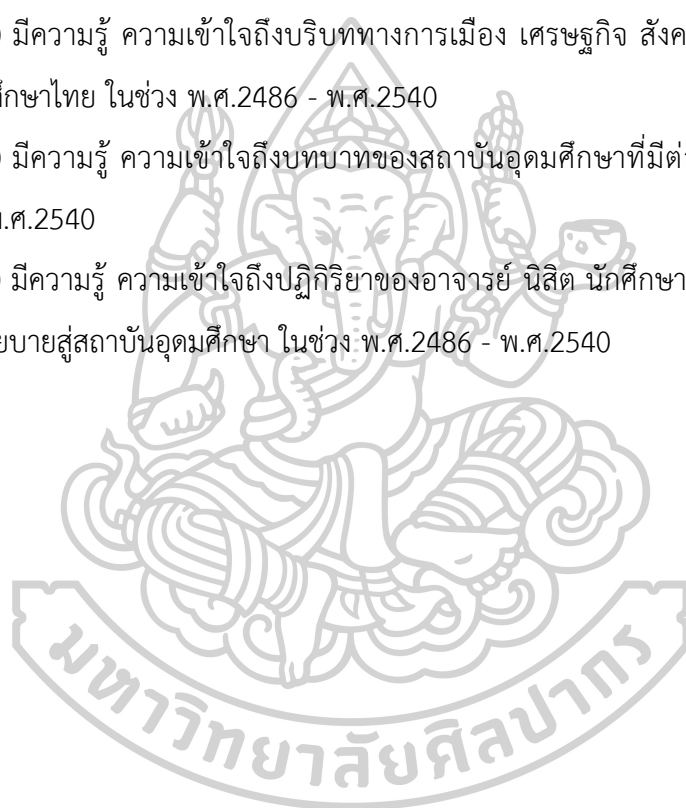 ) มีความรู้ ความเข้าใจถึงบริบททางการเมือง เศรษฐกิจ สังค
ศึกษาไทย ในช่วง พ.ศ.2486 - พ.ศ.2540
) มีความรู้ ความเข้าใจถึงบทบาทของสถาบันอุดมศึกษาที่มีต่
พ.ศ.2540
) มีความรู้ ความเข้าใจถึงปฏิกิริยาของอาจารย์ นิสิต นักศึกษา
ยบายสู่สถาบันอุดมศึกษา ในช่วง พ.ศ.2486 - พ.ศ.2540
มหาวิทยาลัยศิลปากร